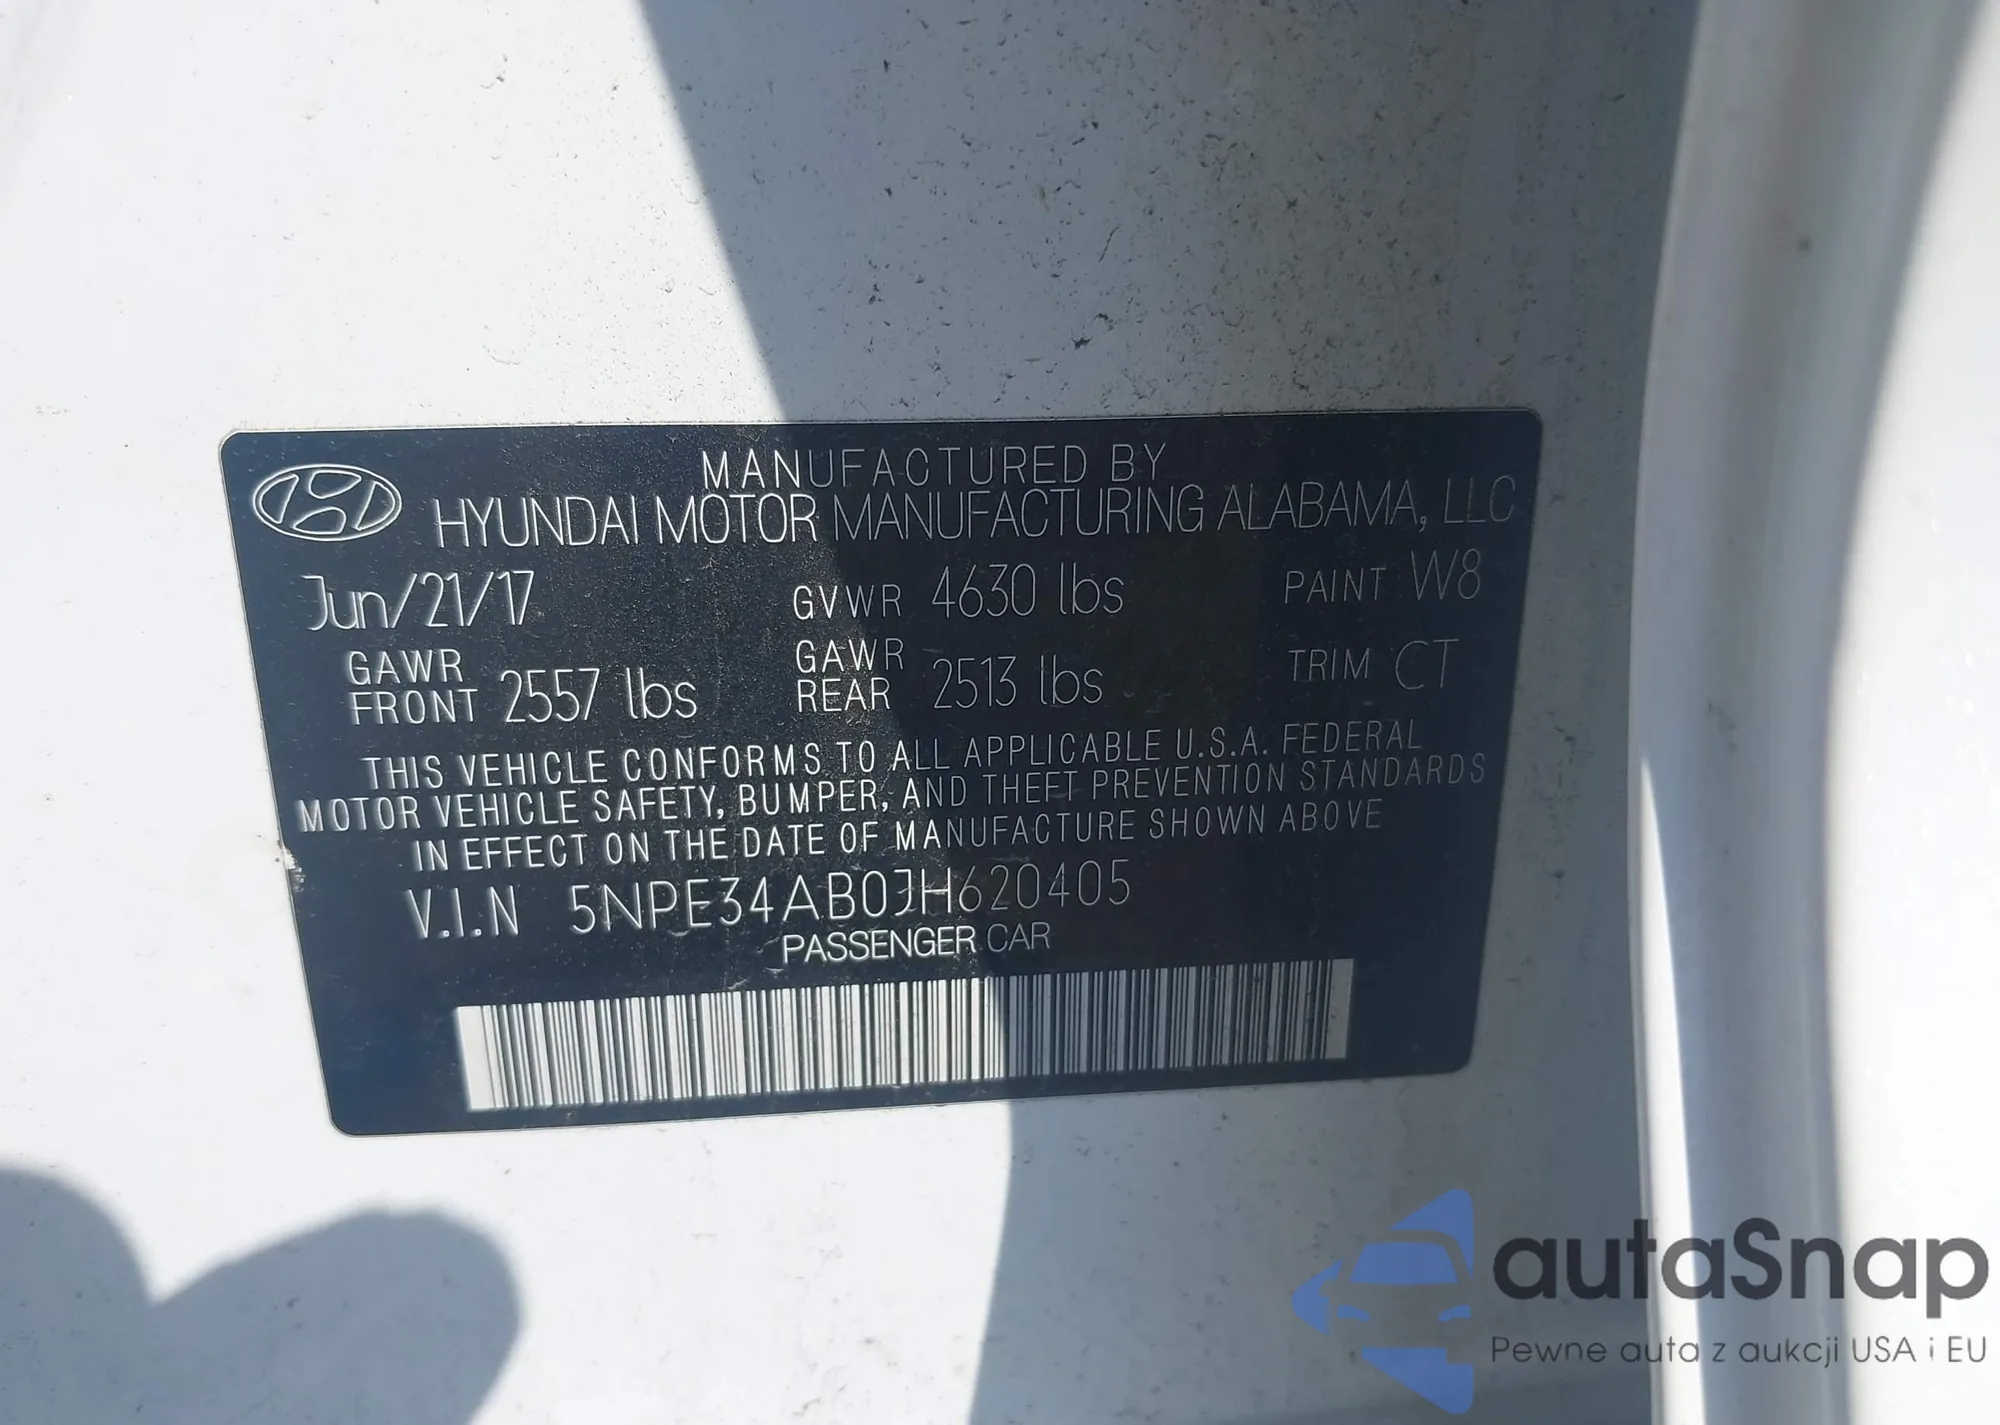 MANUFACTURED BY
HYUNDAI MOTOR MANUFACTURING ALABAMA, LLC
Jun/21/17 GVWR 4630 lbs PAINT W8
GAWR FRONT 2557 lbs GAWR REAR 2513 lbs TRIM CT
THIS VEHICLE CONFORMS TO ALL APPLICABLE U.S.A. FEDERAL
MOTOR VEHICLE SAFETY, BUMPER, AND THEFT PREVENTION STANDARDS
IN EFFECT ON THE DATE OF MANUFACTURE SHOWN ABOVE
V.I.N 5NPE34AB0JH620405
PASSENGER CAR
autaSnap
Pewne auta z aukcji USA i EU